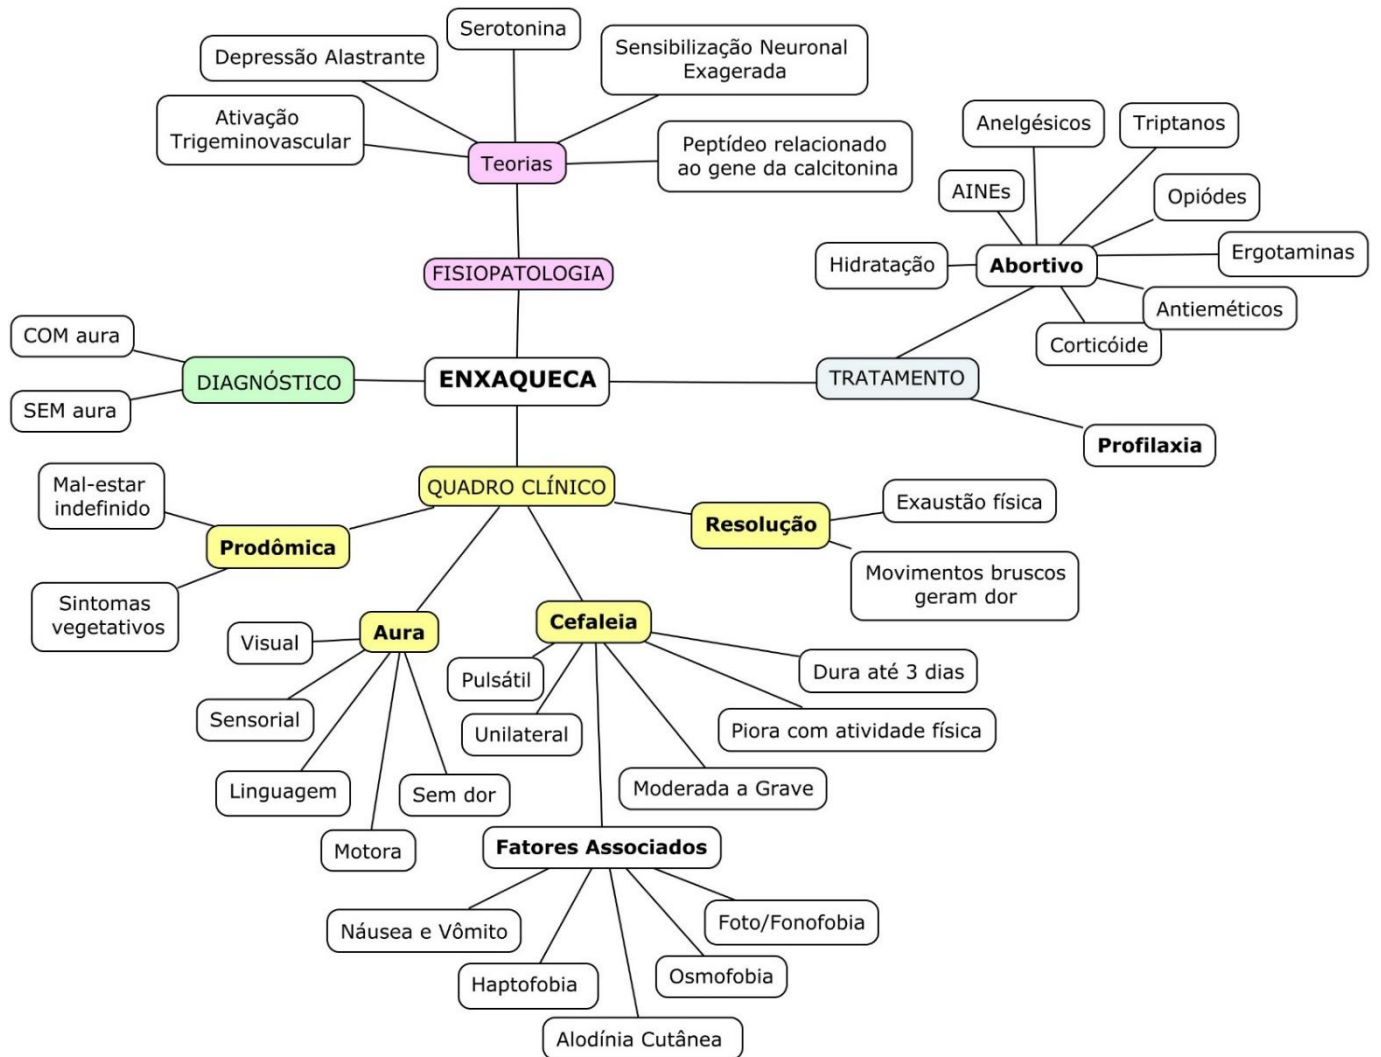 Serotonina
Depressão Alastrante
Sensibilização Neuronal
Exagerada
Ativação
Trigeminovascular
Peptídeo relacionado
ao gene da calcitonina
Teorias
FISIOPATOLOGIA
Anelgésicos
Triptanos
AINEs
Opiódes
Hidratação
Abortivo
Ergotaminas
Antieméticos
Corticóide
COM aura
DIAGNÓSTICO
SEM aura
ENXAQUECA
TRATAMENTO
Profilaxia
QUADRO CLÍNICO
Mal-estar
indefinido
Prodômica
Sintomas
vegetativos
Resolução
Exaustão física
Movimentos bruscos
geram dor
Aura
Visual
Sensorial
Linguagem
Motora
Sem dor
Cefaleia
Pulsátil
Unilateral
Dura até 3 dias
Piora com atividade física
Moderada a Grave
Fatores Associados
Náusea e Vômito
Haptofobia
Alodínia Cutânea
Osmofobia
Foto/Fonofobia